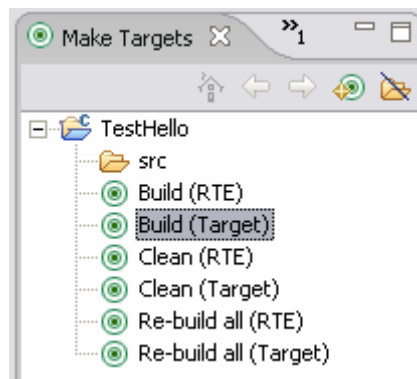 Make Targets
»1
TestHello
src
Build (RTE)
Build (Target)
Clean (RTE)
Clean (Target)
Re-build all (RTE)
Re-build all (Target)